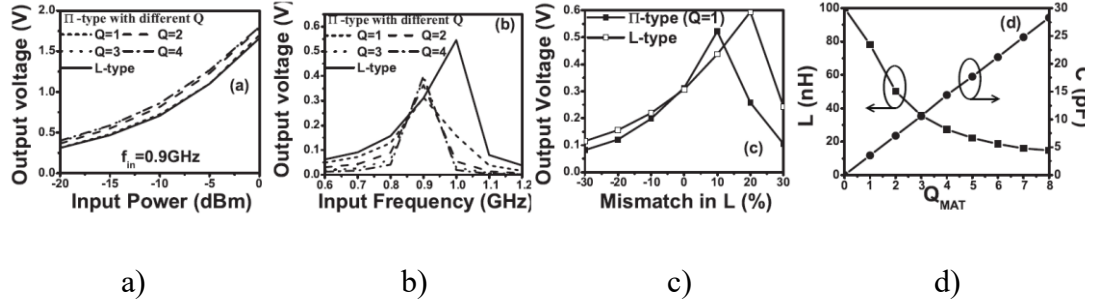 Output voltage (V)
2.0
1.5
1.0
0.5
0.0
Π -type with different Q
Q=1 Q=2
Q=3 Q=4
L-type
(a)
f_in=0.9GHz
-20 -15 -10 -5 0
Input Power (dBm)
Output Voltage (V)
0.7
0.6
0.5
0.4
0.3
0.2
0.1
0.0
Π-type with different Q
(b)
Q=1 Q=2
Q=3 Q=4
L-type
0.6 0.7 0.8 0.9 1.0 1.1 1.2
Input Frequency (GHz)
Output Voltage (V)
0.6
0.5
0.4
0.3
0.2
0.1
0.0
Π-type (Q=1)
L-type
(c)
-30 -20 -10 0 10 20 30
Mismatch in L (%)
L (nH)
100
80
60
40
20
0
(d)
30
25
20
15
10
5
0
C (pF)
0 1 2 3 4 5 6 7 8
Q_MAT
a) b) c) d)